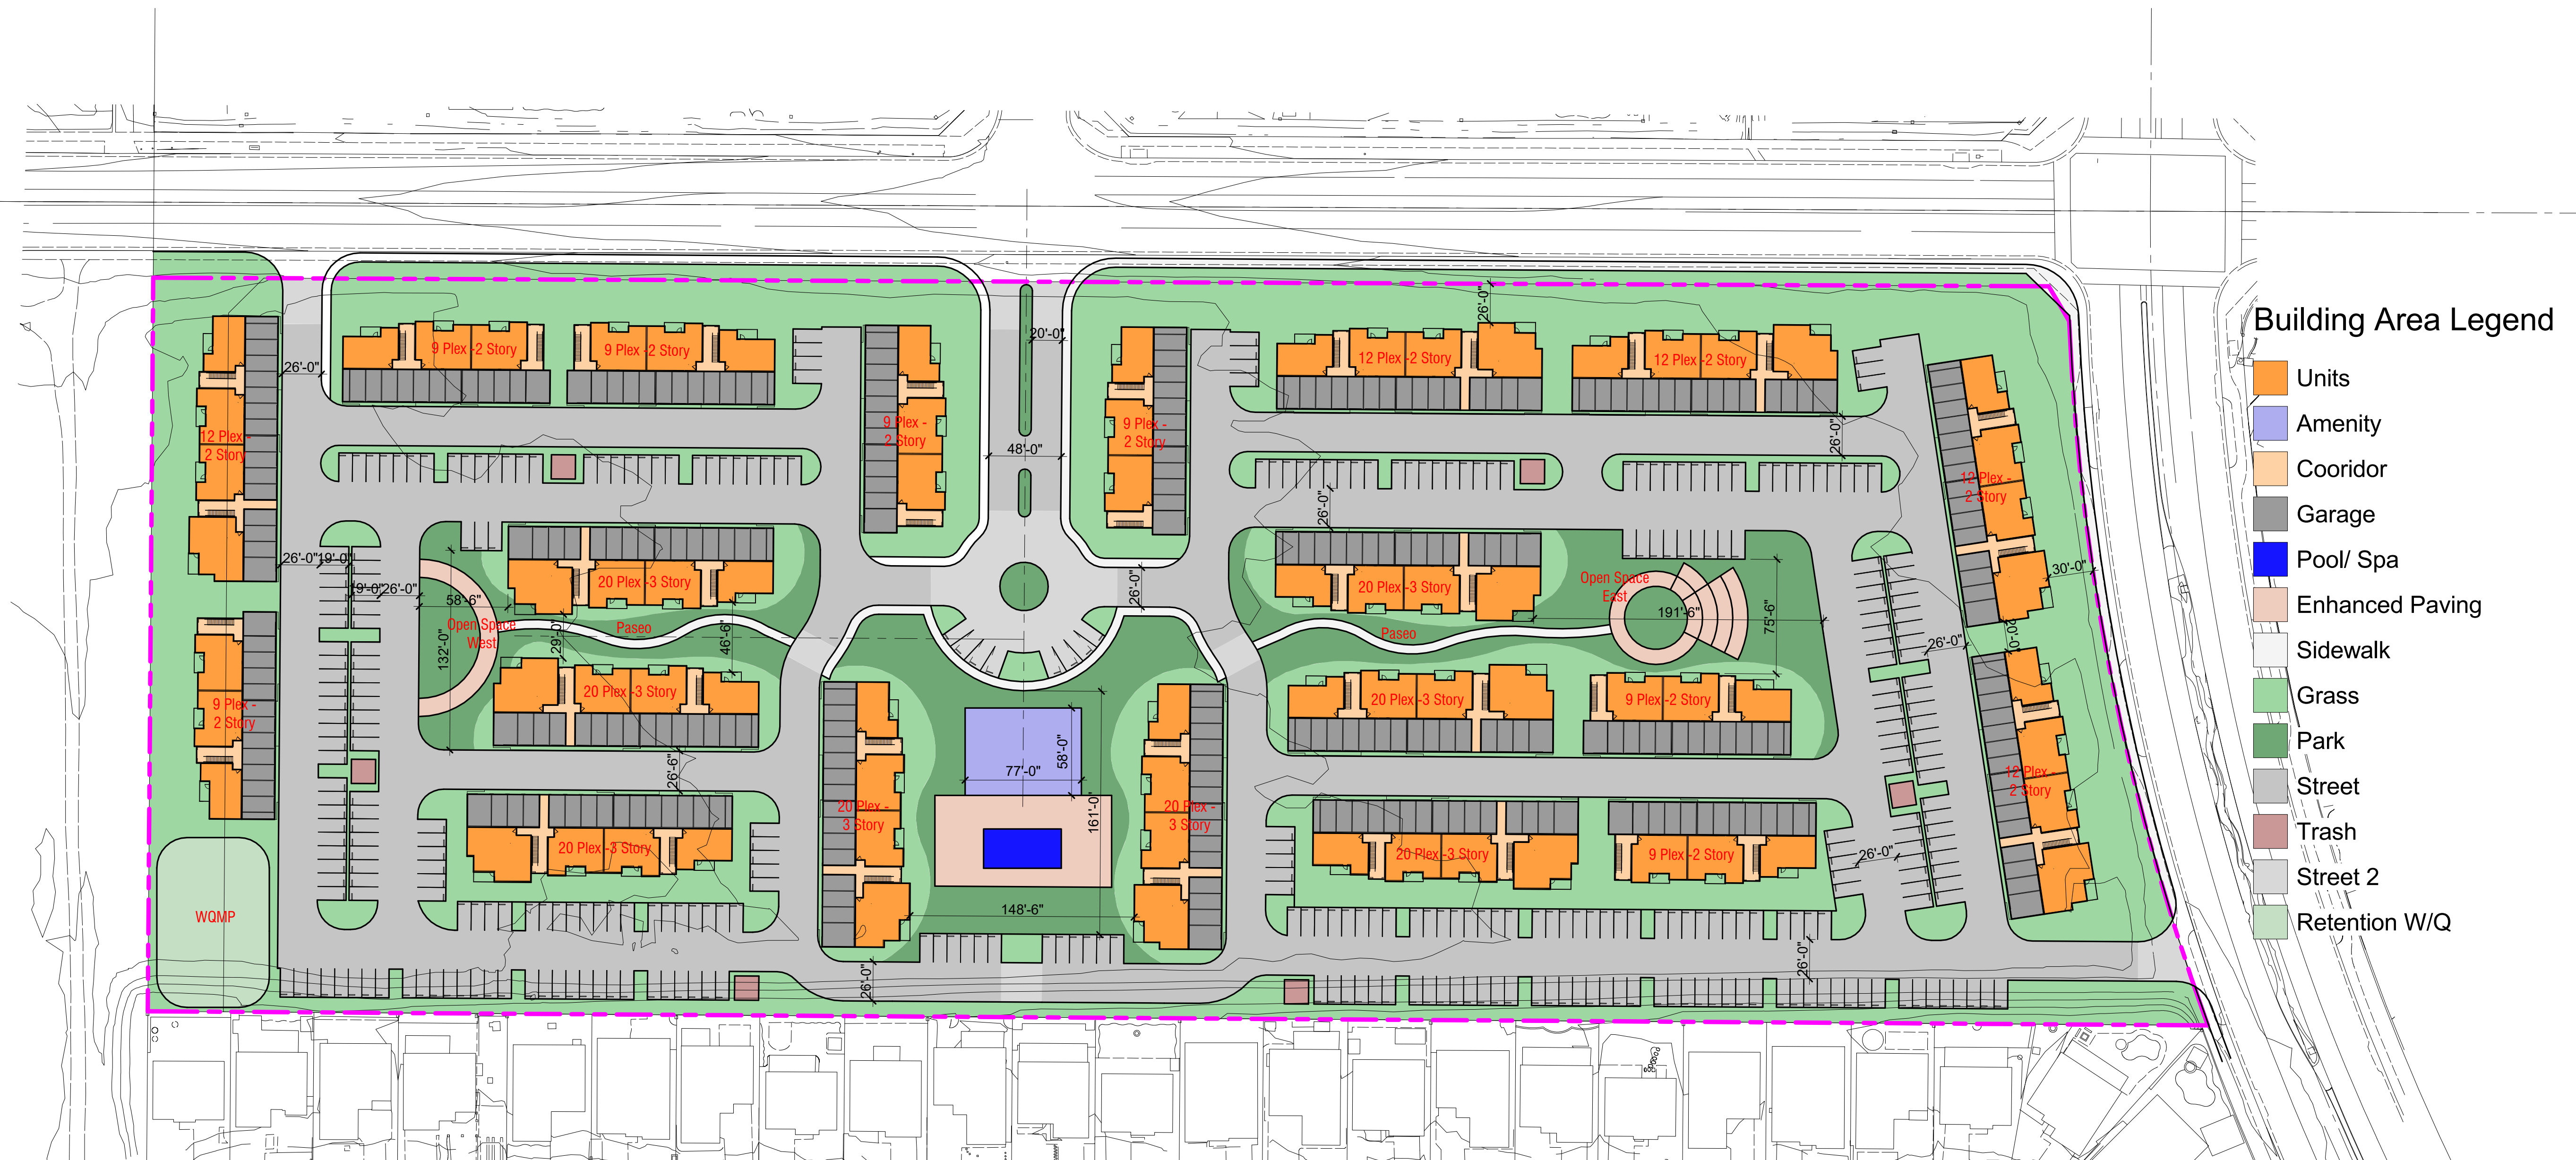 26'-0"
20'-0"
Building Area Legend
9 Plex -2 Story
9 Plex -2 Story
12 Plex -2 Story
12 Plex -2 Story
26'-0"
Units
Amenity
12 Plex -
2 Story
9 Plex -
2 Story
9 Plex -
2 Story
48'-0"
26'-0"
Cooridor
12 Plex -
2 Story
26'-0"
Garage
26'-0"
19'-0"
20 Plex -3 Story
20 Plex -3 Story
Open Space
East
Pool/ Spa
30'-0"
19'-0"
26'-0"
58'-6"
26'-0"
191'-6"
75'-6"
Enhanced Paving
Open Space
West
Paseo
Paseo
132'-0"
29'-0"
46'-6"
20'-0"
26'-0"
Sidewalk
9 Plex -
2 Story
20 Plex -3 Story
20 Plex -3 Story
9 Plex -2 Story
Grass
Park
26'-6"
77'-0"
58'-0"
12 Plex -
2 Story
Street
20 Plex -
3 Story
161'-0"
20 Plex -
3 Story
Trash
20 Plex -3 Story
20 Plex -3 Story
9 Plex -2 Story
26'-0"
Street 2
WQMP
148'-6"
Retention W/Q
26'-0"
26'-0"